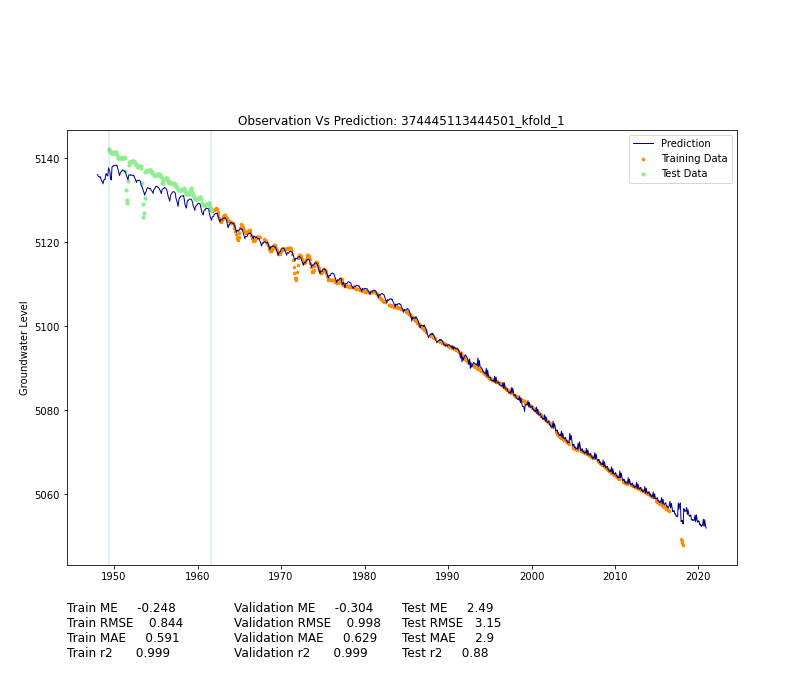 Observation Vs Prediction: 374445113444501_kfold_1
Prediction
Training Data
Test Data
Groundwater Level
5140
5120
5100
5080
5060
1950 1960 1970 1980 1990 2000 2010 2020
Train ME -0.248 Validation ME -0.304 Test ME 2.49
Train RMSE 0.844 Validation RMSE 0.998 Test RMSE 3.15
Train MAE 0.591 Validation MAE 0.629 Test MAE 2.9
Train r2 0.999 Validation r2 0.999 Test r2 0.88